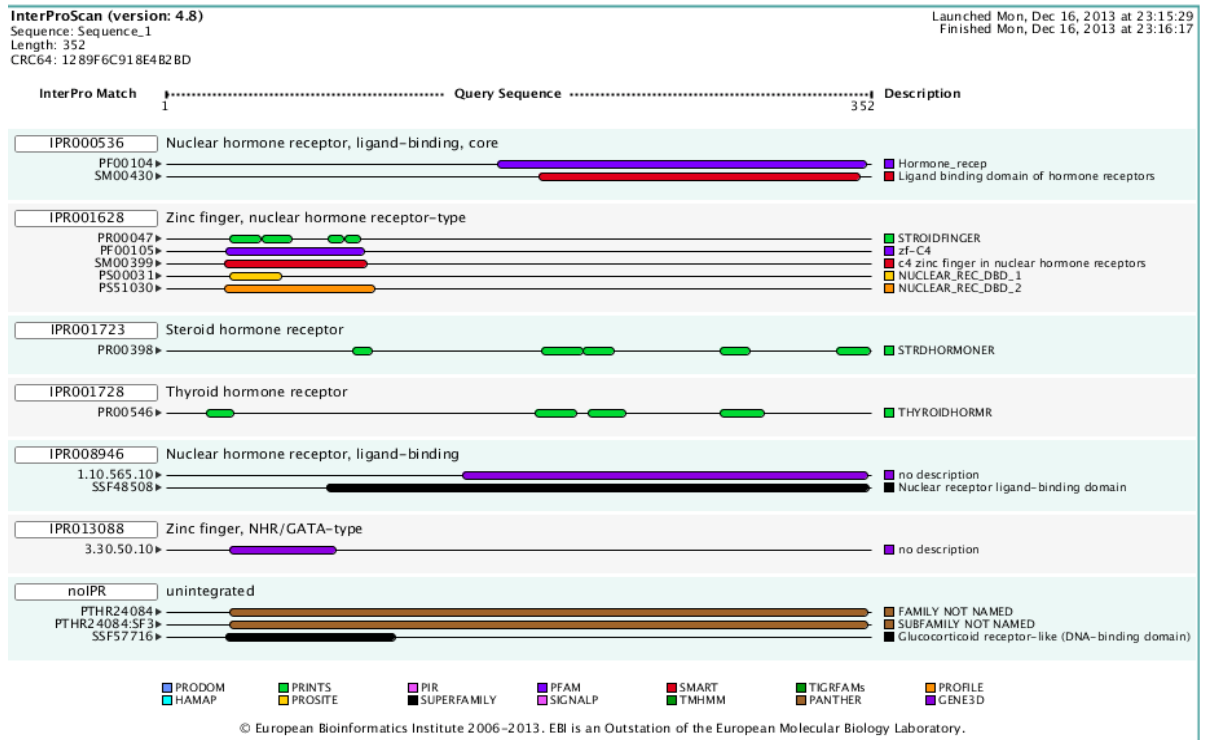 InterProScan (version: 4.8)
Sequence: Sequence_1
Length: 352
CRC64: 1289F6C918E4B2BD
Launched Mon, Dec 16, 2013 at 23:15:29
Finished Mon, Dec 16, 2013 at 23:16:17
InterPro Match 1 Query Sequence 352 Description
IPR000536 Nuclear hormone receptor, ligand-binding, core
PF00104 Hormone_recep
SM00430 Ligand binding domain of hormone receptors
IPR001628 Zinc finger, nuclear hormone receptor-type
PR00047 STROIDFINGER
PF00105 zf-C4
SM00399 c4 zinc finger in nuclear hormone receptors
PS00031 NUCLEAR_REC_DBD_1
PS51030 NUCLEAR_REC_DBD_2
IPR001723 Steroid hormone receptor
PR00398 STRDHORMONER
IPR001728 Thyroid hormone receptor
PR00546 THYROIDHORMR
IPR008946 Nuclear hormone receptor, ligand-binding
1.10.565.10 no description
SSF48508 Nuclear receptor ligand-binding domain
IPR013088 Zinc finger, NHR/GATA-type
3.30.50.10 no description
noIPR unintegrated
PTHR24084 FAMILY NOT NAMED
PTHR24084:SF3 SUBFAMILY NOT NAMED
SSF57716 Glucocorticoid receptor-like (DNA-binding domain)
PRODOM PRINTS PIR PFAM SMART TIGRFAMs PROFILE
HAMAP PROSITE SUPERFAMILY SIGNALP TMHMM PANTHER GENE3D
© European Bioinformatics Institute 2006-2013. EBI is an Outstation of the European Molecular Biology Laboratory.